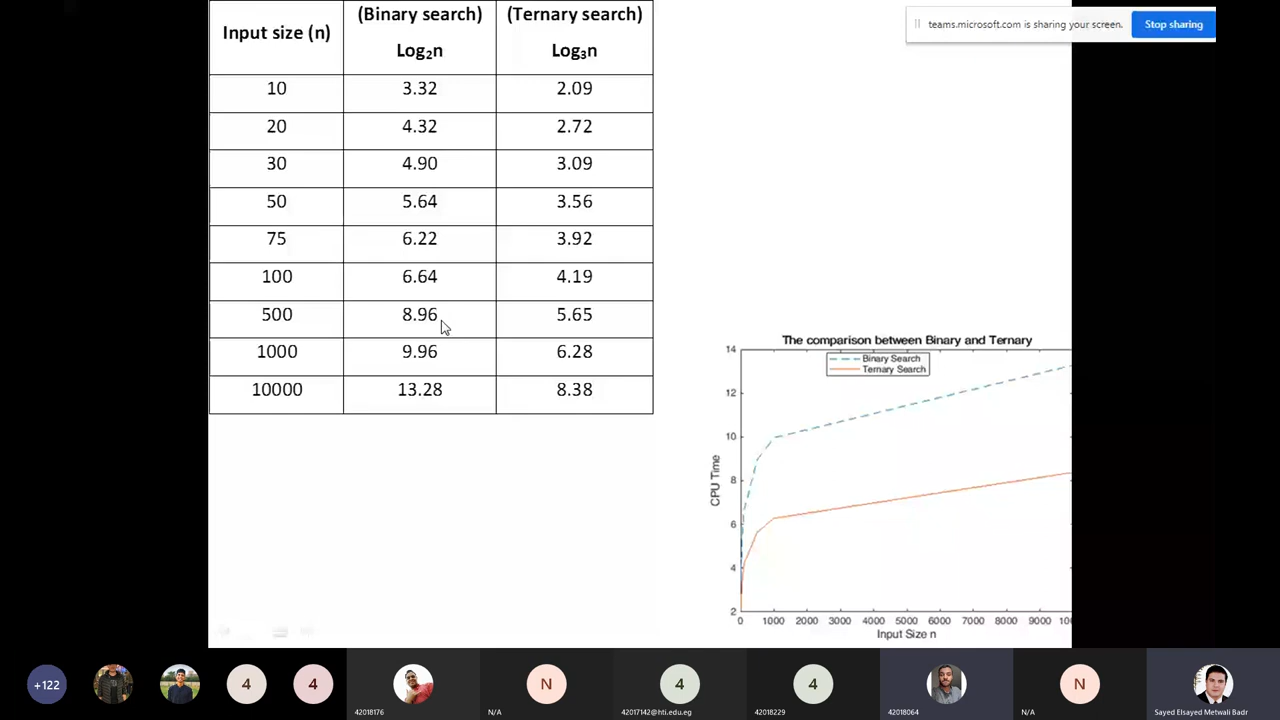 Input size (n) (Binary search) Log₂n (Ternary search) Log₃n
10 3.32 2.09
20 4.32 2.72
30 4.90 3.09
50 5.64 3.56
75 6.22 3.92
100 6.64 4.19
500 8.96 5.65
1000 9.96 6.28
10000 13.28 8.38
teams.microsoft.com is sharing your screen. Stop sharing
The comparison between Binary and Ternary
Binary Search
Ternary Search
14
12
10
8
6
4
2
CPU Time
0 1000 2000 3000 4000 5000 6000 7000 8000 9000 100
Input Size n
+122 4 4 N 4 4 N
42018176 N/A 42017142@hti.edu.eg 42018229 42018064 N/A Sayed Elsayed Metwali Badr